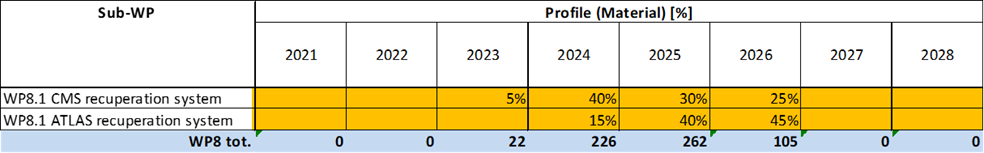 Sub-WP Profile (Material) [%]
2021 2022 2023 2024 2025 2026 2027 2028
WP8.1 CMS recuperation system 5% 40% 30% 25%
WP8.1 ATLAS recuperation system 15% 40% 45%
WP8 tot. 0 0 22 226 262 105 0 0